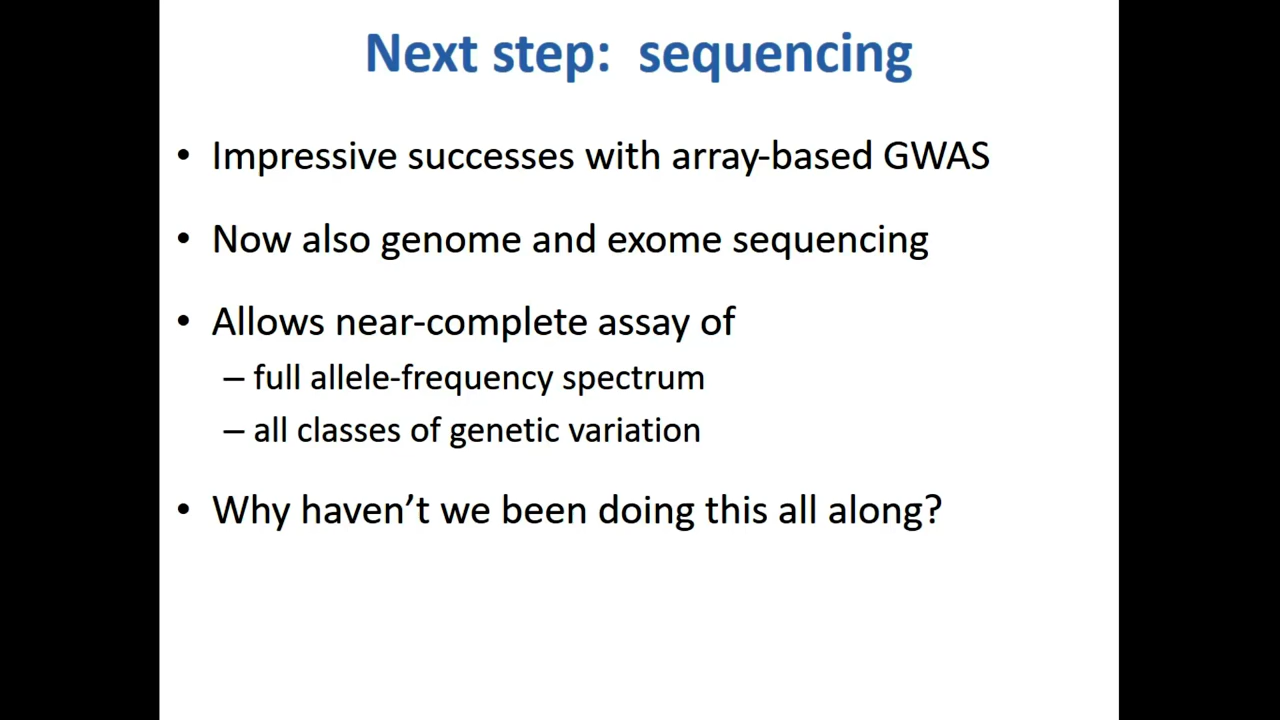 Next step: sequencing
• Impressive successes with array-based GWAS
• Now also genome and exome sequencing
• Allows near-complete assay of
– full allele-frequency spectrum
– all classes of genetic variation
• Why haven’t we been doing this all along?